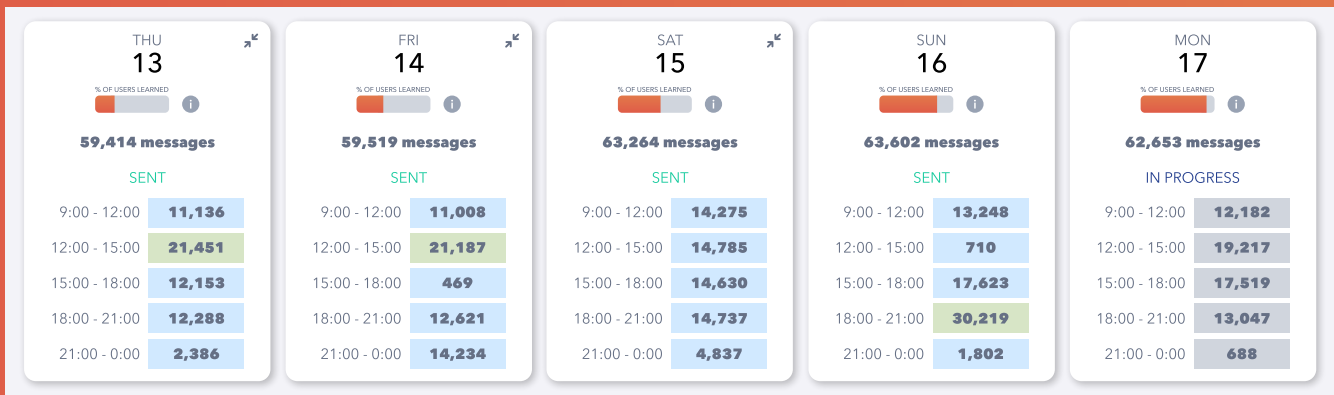 THU
13
% OF USERS LEARNED
i
59,414 messages
SENT
9:00 - 12:00 11,136
12:00 - 15:00 21,451
15:00 - 18:00 12,153
18:00 - 21:00 12,288
21:00 - 0:00 2,386
FRI
14
% OF USERS LEARNED
i
59,519 messages
SENT
9:00 - 12:00 11,008
12:00 - 15:00 21,187
15:00 - 18:00 469
18:00 - 21:00 12,621
21:00 - 0:00 14,234
SAT
15
% OF USERS LEARNED
i
63,264 messages
SENT
9:00 - 12:00 14,275
12:00 - 15:00 14,785
15:00 - 18:00 14,630
18:00 - 21:00 14,737
21:00 - 0:00 4,837
SUN
16
% OF USERS LEARNED
i
63,602 messages
SENT
9:00 - 12:00 13,248
12:00 - 15:00 710
15:00 - 18:00 17,623
18:00 - 21:00 30,219
21:00 - 0:00 1,802
MON
17
% OF USERS LEARNED
i
62,653 messages
IN PROGRESS
9:00 - 12:00 12,182
12:00 - 15:00 19,217
15:00 - 18:00 17,519
18:00 - 21:00 13,047
21:00 - 0:00 688